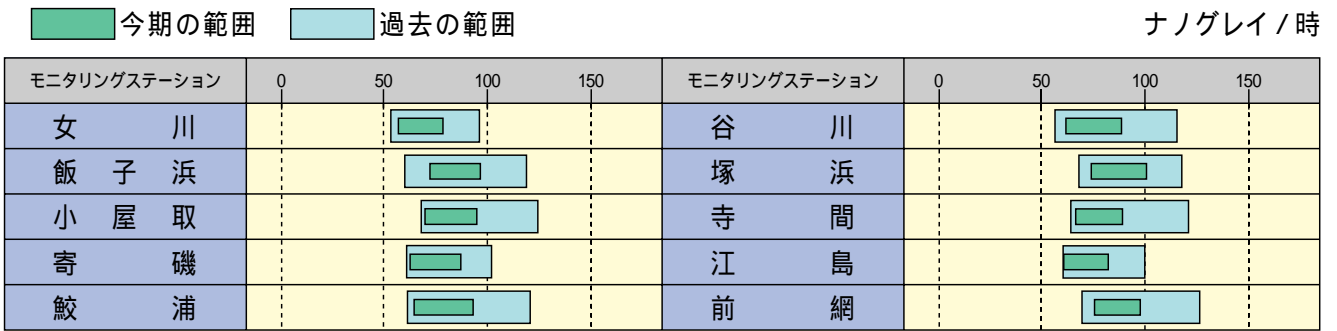 今期の範囲 過去の範囲 ナノグレイ/時
モニタリングステーション 0 50 100 150 モニタリングステーション 0 50 100 150
女川 谷川
飯子浜 塚浜
小屋取 寺間
寄磯 江島
鮫浦 前網